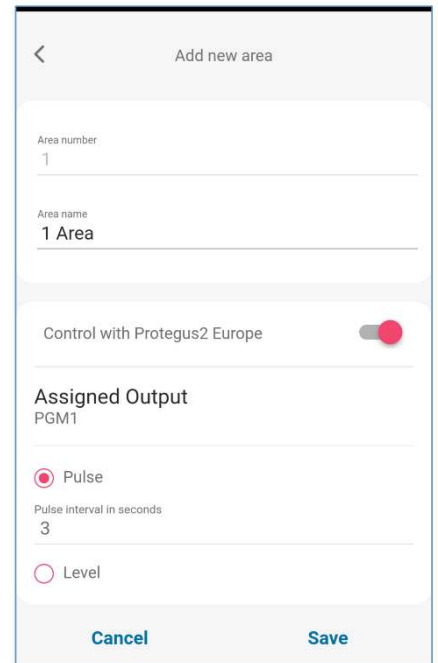 Add new area
Area number
1
Area name
1 Area
Control with Protegus2 Europe
Assigned Output
PGM1
Pulse
Pulse interval in seconds
3
Level
Cancel Save